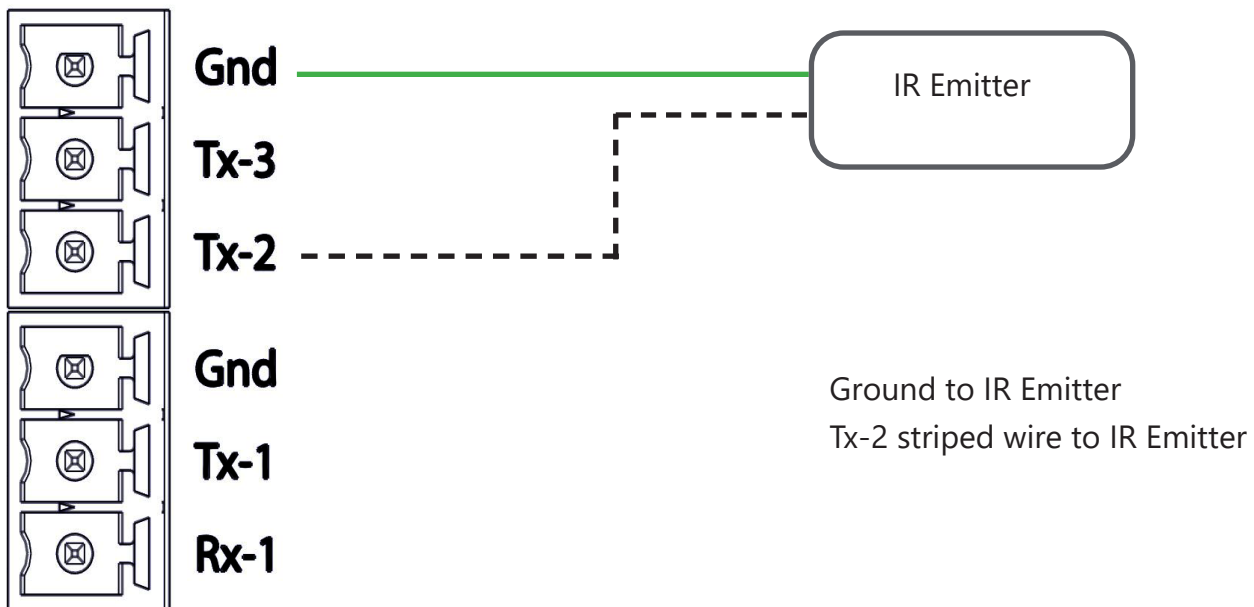 Gnd
IR Emitter
Tx-3
Tx-2
Gnd
Ground to IR Emitter
Tx-2 striped wire to IR Emitter
Tx-1
Rx-1